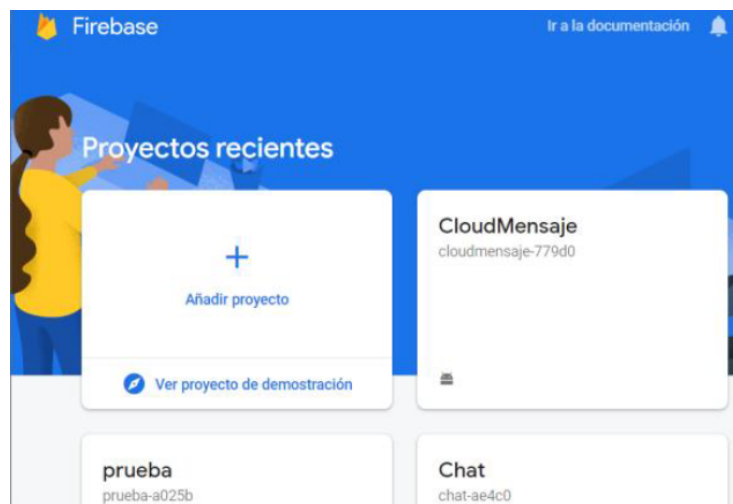 Firebase
Ir a la documentación
Proyectos recientes
Añadir proyecto
Ver proyecto de demostración
CloudMensaje
cloudmensaje-779d0
prueba
prueba-a025b
Chat
chat-ae4c0